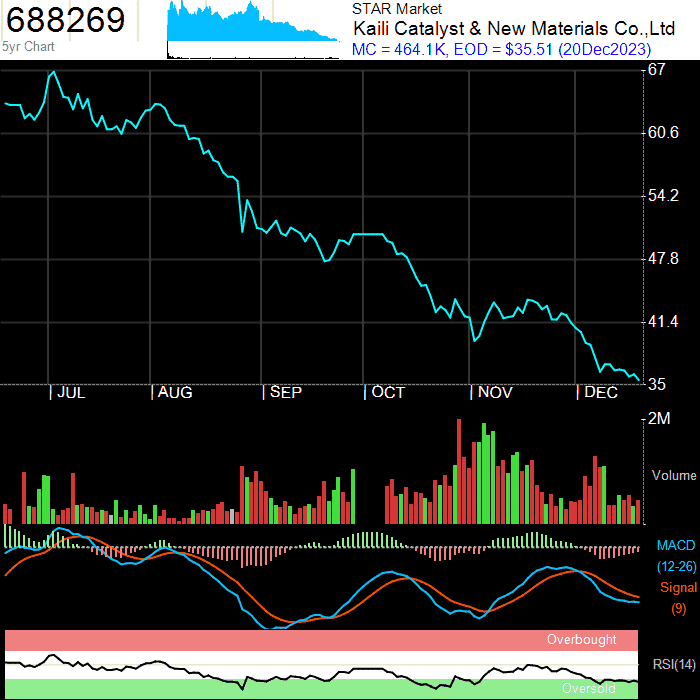 688269
5yr Chart
STAR Market
Kaili Catalyst & New Materials Co.,Ltd
MC = 464.1K, EOD = $35.51 (20Dec2023)
67
60.6
54.2
47.8
41.4
35
JUL AUG SEP OCT NOV DEC
2M
Volume
MACD
(12-26)
Signal
(9)
Overbought
RSI(14)
Oversold